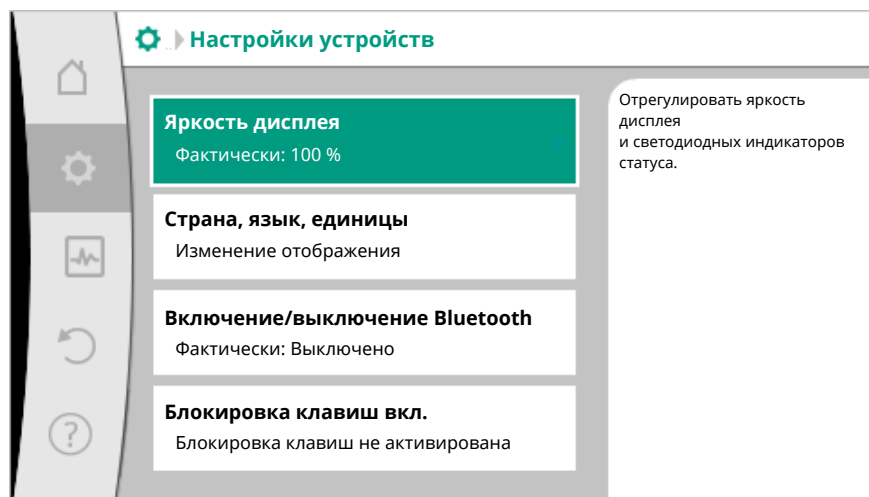 Настройки устройств
Яркость дисплея
Фактически: 100 %
Страна, язык, единицы
Изменение отображения
Включение/выключение Bluetooth
Фактически: Выключено
Блокировка клавиш вкл.
Блокировка клавиш не активирована
?
Отрегулировать яркость
дисплея
и светодиодных индикаторов
статуса.